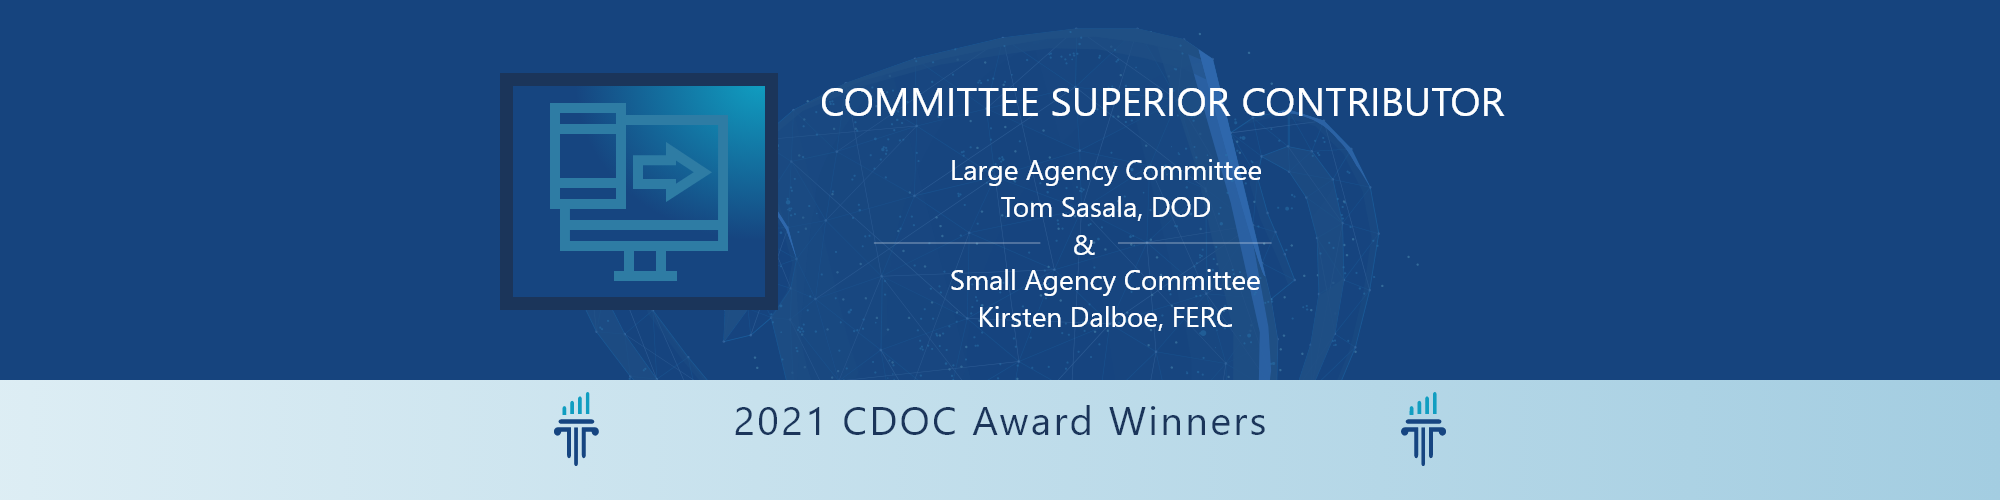 COMMITTEE SUPERIOR CONTRIBUTOR
Large Agency Committee
Tom Sasala, DOD
&
Small Agency Committee
Kirsten Dalboe, FERC
2021 CDOC Award Winners